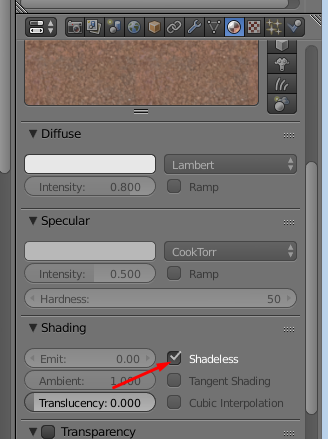 Diffuse
Lambert
Intensity: 0.800 Ramp
Specular
CookTorr
Intensity: 0.500 Ramp
Hardness: 50
Shading
Emit: 0.00 Shadeless
Ambient: 1.000 Tangent Shading
Translucency: 0.000 Cubic Interpolation
Transparency